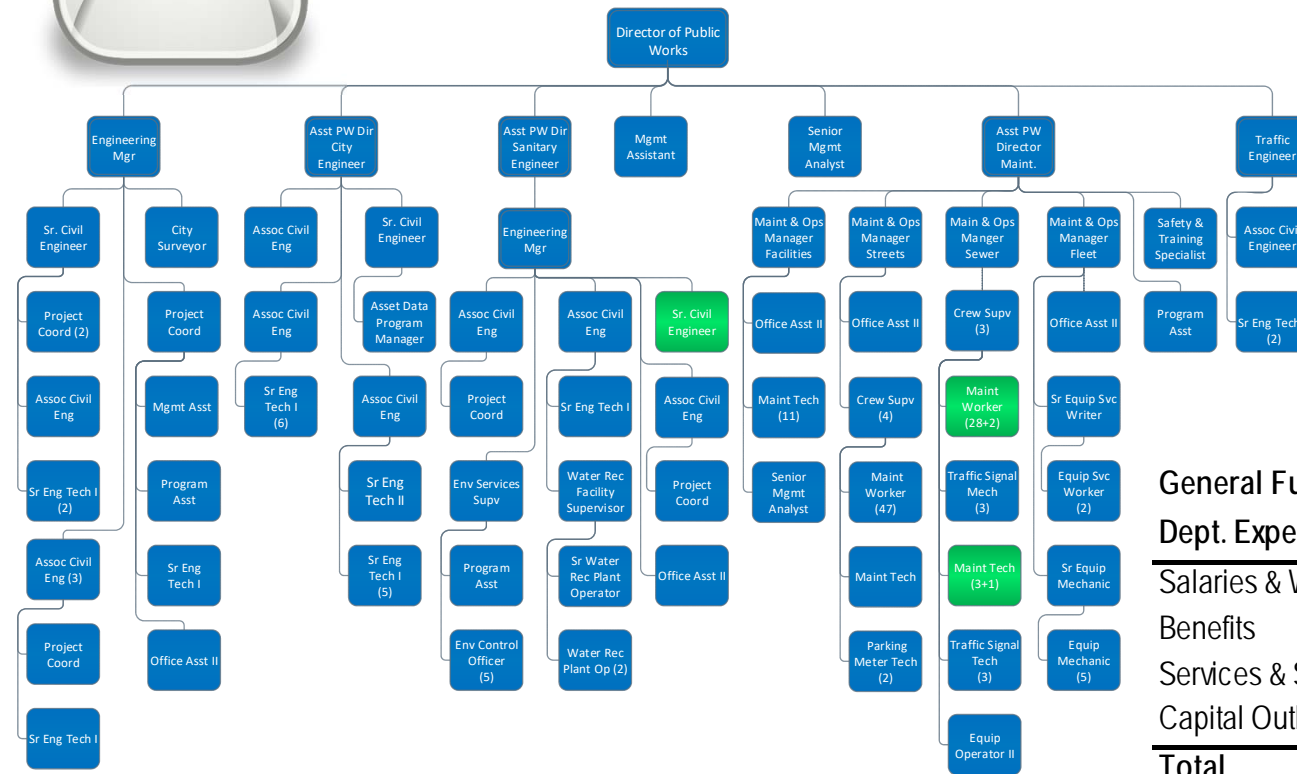 Director of Public
Works
Engineering
Mgr
Asst PW Dir
City
Engineer
Asst PW Dir
Sanitary
Engineer
Mgmt
Assistant
Senior
Mgmt
Analyst
Asst PW
Director
Maint.
Traffic
Engineer
Sr. Civil
Engineer
City
Surveyor
Project
Coord (2)
Assoc Civil
Eng
Sr Eng Tech I
(2)
Project
Coord
Mgmt Asst
Program
Asst
Sr Eng
Tech I
Office Asst II
Assoc Civil
Eng (3)
Project
Coord
Sr Eng Tech I
Assoc Civil
Eng
Sr. Civil
Engineer
Assoc Civil
Eng
Sr Eng
Tech I
(6)
Asset Data
Program
Manager
Assoc Civil
Eng
Sr Eng
Tech II
Sr Eng
Tech I
(5)
Engineering
Mgr
Assoc Civil
Eng
Project
Coord
Env Services
Supv
Program
Asst
Env Control
Officer
(5)
Assoc Civil
Eng
Sr Eng Tech I
Water Rec
Facility
Supervisor
Sr Water
Rec Plant
Operator
Water Rec
Plant Op (2)
Sr. Civil
Engineer
Assoc Civil
Eng
Project
Coord
Office Asst II
Maint & Ops
Manager
Facilities
Office Asst II
Maint Tech
(11)
Senior
Mgmt
Analyst
Maint & Ops
Manager
Streets
Office Asst II
Crew Supv
(4)
Maint
Worker
(47)
Maint Tech
Parking
Meter Tech
(2)
Main & Ops
Manger
Sewer
Crew Supv
(3)
Maint
Worker
(28+2)
Traffic Signal
Mech
(3)
Maint Tech
(3+1)
Traffic Signal
Tech
(3)
Equip
Operator II
Maint & Ops
Manager
Fleet
Office Asst II
Sr Equip Svc
Writer
Equip Svc
Worker
(2)
Sr Equip
Mechanic
Equip
Mechanic
(5)
Safety &
Training
Specialist
Program
Asst
Assoc Civi
Engineer
Sr Eng Tech
(2)
General Fu
Dept. Expe
Salaries & W
Benefits
Services & S
Capital Outl
Total